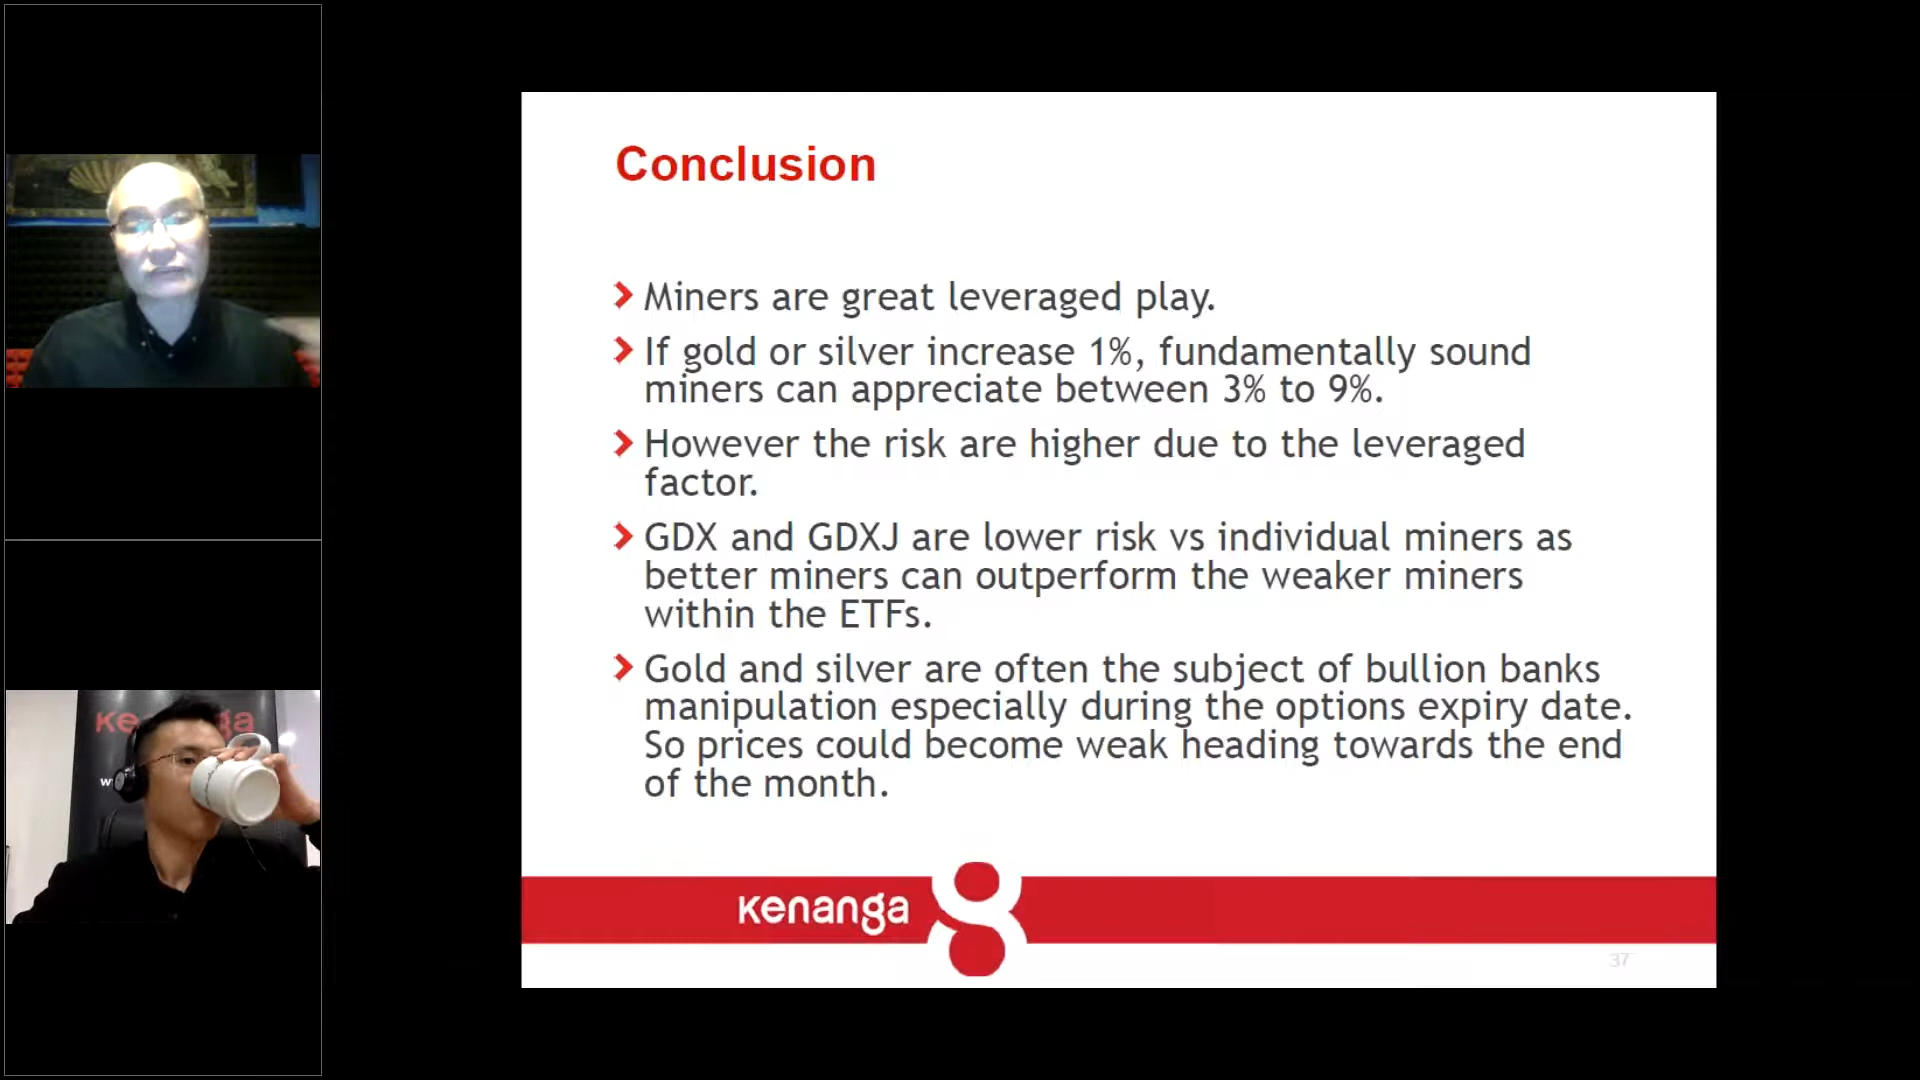 Conclusion
Miners are great leveraged play.
If gold or silver increase 1%, fundamentally sound
miners can appreciate between 3% to 9%.
However the risk are higher due to the leveraged
factor.
GDX and GDXJ are lower risk vs individual miners as
better miners can outperform the weaker miners
within the ETFs.
Gold and silver are often the subject of bullion banks
manipulation especially during the options expiry date.
So prices could become weak heading towards the end
of the month.
kenanga
37